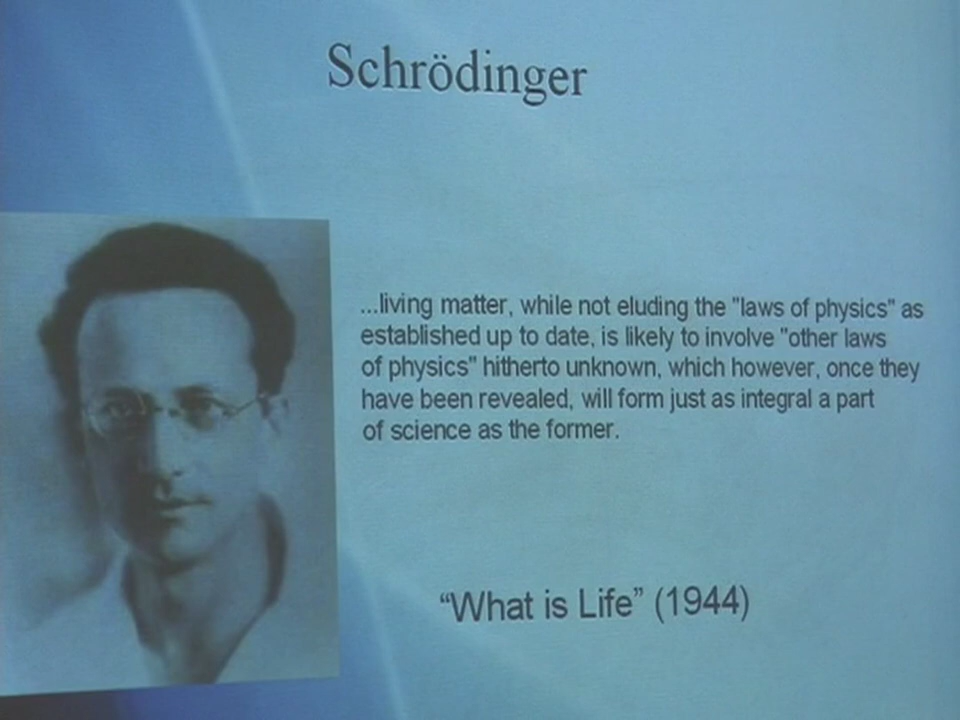 Schrödinger
...living matter, while not eluding the "laws of physics" as
established up to date, is likely to involve "other laws
of physics" hitherto unknown, which however, once they
have been revealed, will form just as integral a part
of science as the former.
“What is Life” (1944)